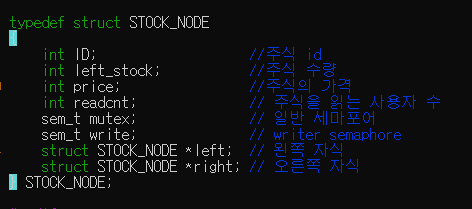 typedef struct STOCK_NODE
{
int ID; //주식 id
int left_stock; //주식 수량
int price; //주식의 가격
int readcnt; // 주식을 읽는 사용자 수
sem_t mutex; // 일반 세마포어
sem_t write; // writer semaphore
struct STOCK_NODE *left; // 왼쪽 자식
struct STOCK_NODE *right; // 오른쪽 자식
} STOCK_NODE;